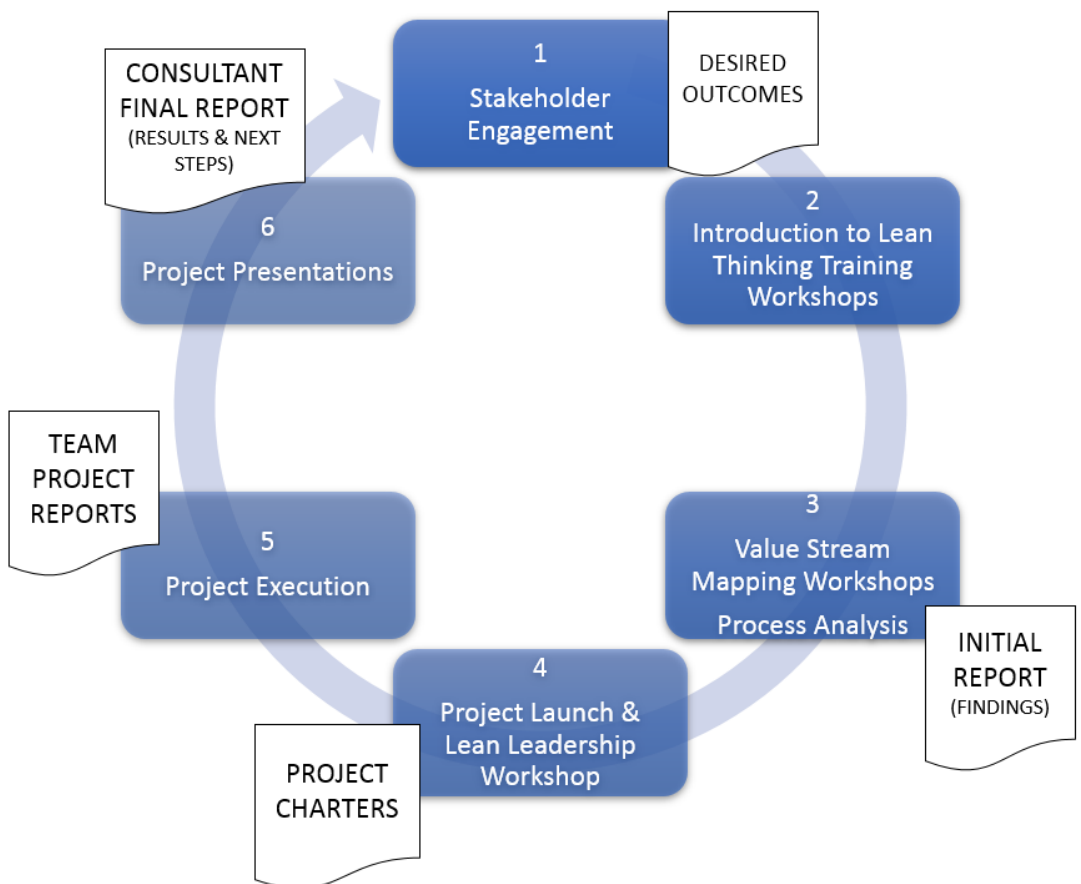 1
Stakeholder
Engagement
DESIRED
OUTCOMES
2
Introduction to Lean
Thinking Training
Workshops
3
Value Stream
Mapping Workshops
Process Analysis
INITIAL
REPORT
(FINDINGS)
4
Project Launch &
Lean Leadership
Workshop
PROJECT
CHARTERS
5
Project Execution
TEAM
PROJECT
REPORTS
6
Project Presentations
CONSULTANT
FINAL REPORT
(RESULTS & NEXT
STEPS)